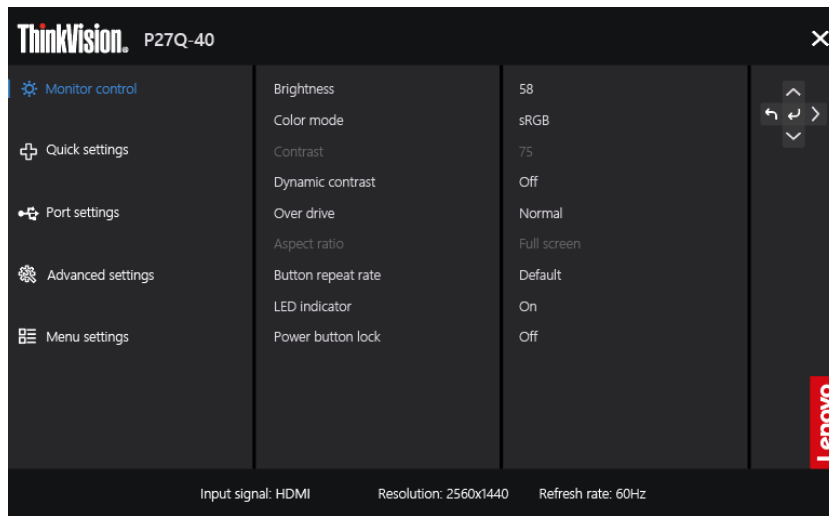 ThinkVision. P27Q-40
Monitor control
Brightness 58
Color mode sRGB
Quick settings
Contrast 75
Dynamic contrast Off
Port settings
Over drive Normal
Aspect ratio Full screen
Advanced settings
Button repeat rate Default
LED indicator On
Menu settings
Power button lock Off
Lenovo
Input signal: HDMI Resolution: 2560x1440 Refresh rate: 60Hz